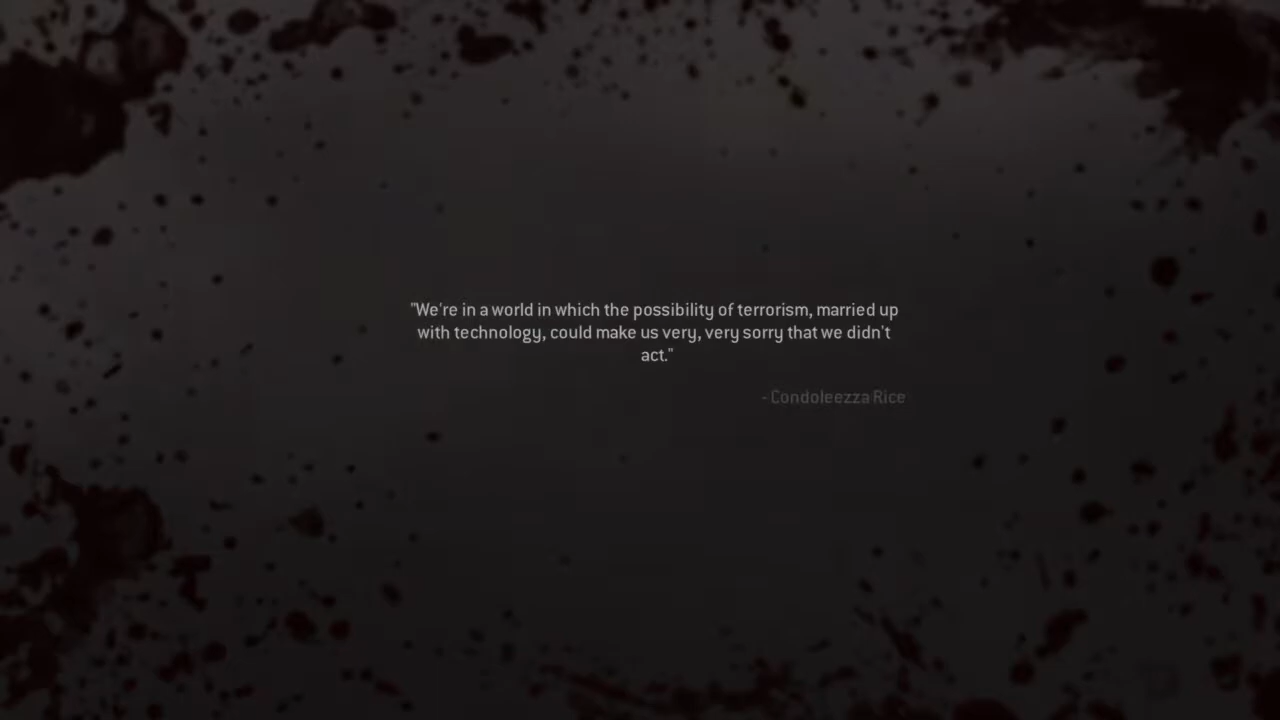 "We're in a world in which the possibility of terrorism, married up
with technology, could make us very, very sorry that we didn't
act."
- Condoleezza Rice